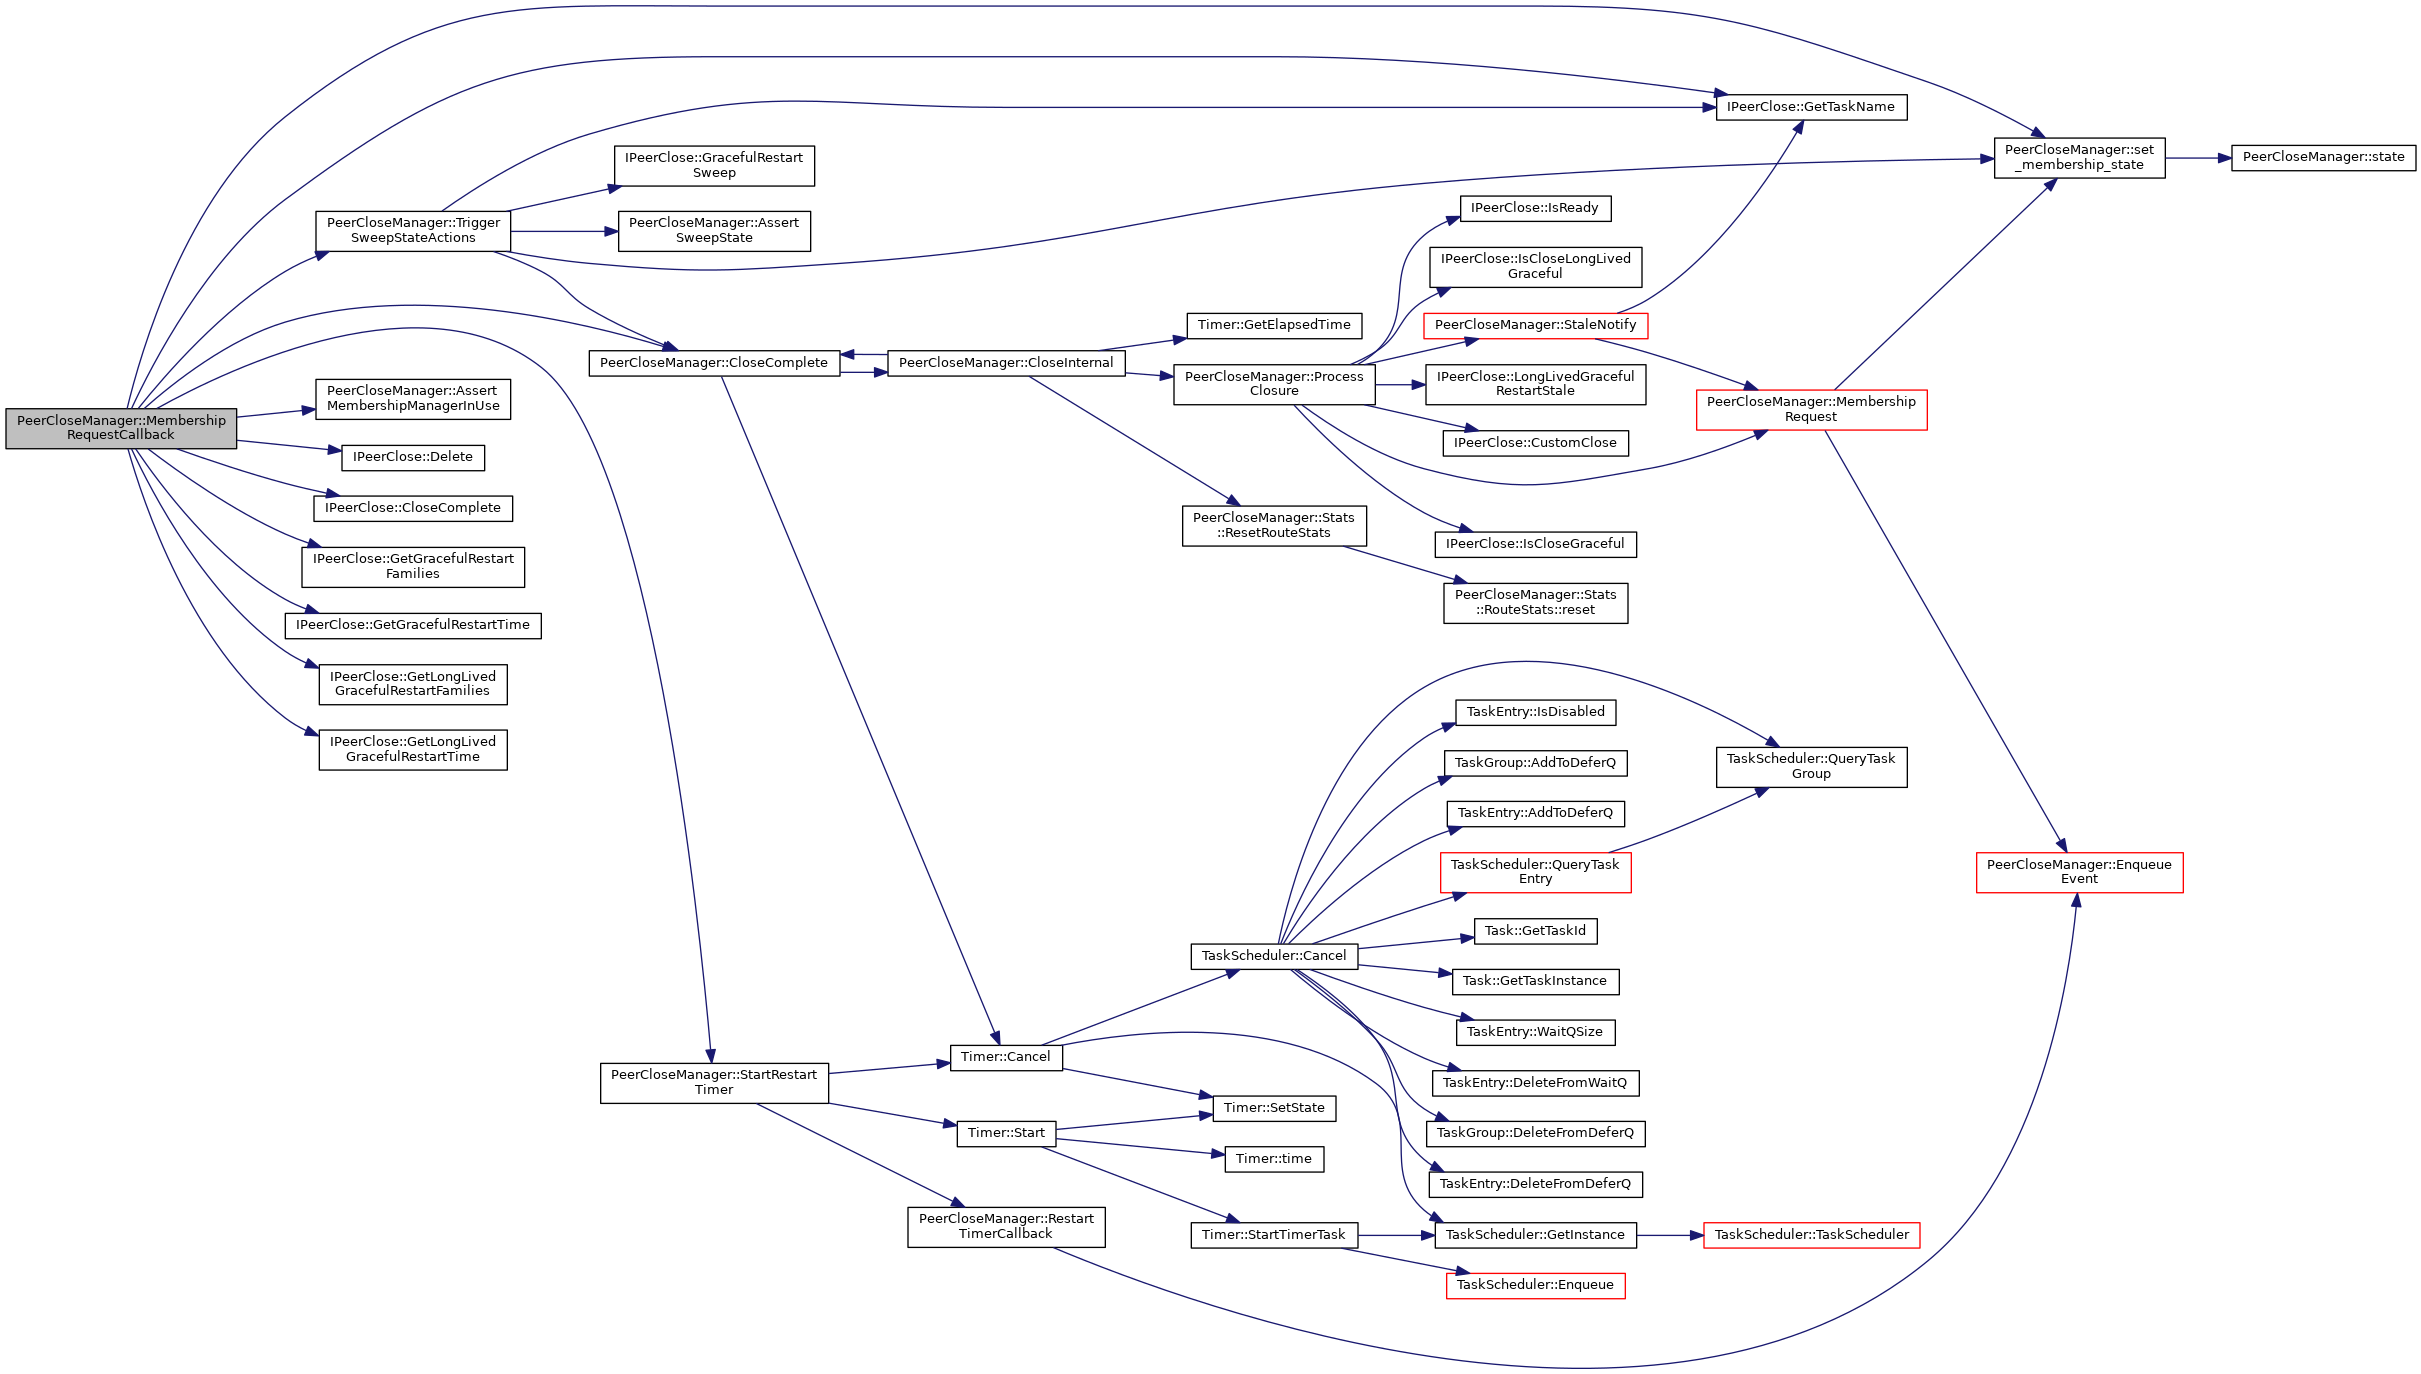 PeerCloseManager::Membership
RequestCallback
PeerCloseManager::Trigger
SweepStateActions
PeerCloseManager::Assert
MembershipManagerInUse
IPeerClose::Delete
IPeerClose::CloseComplete
IPeerClose::GetGracefulRestart
Families
IPeerClose::GetGracefulRestartTime
IPeerClose::GetLongLived
GracefulRestartFamilies
IPeerClose::GetLongLived
GracefulRestartTime
IPeerClose::GracefulRestart
Sweep
PeerCloseManager::Assert
SweepState
PeerCloseManager::CloseComplete
PeerCloseManager::StartRestart
Timer
PeerCloseManager::CloseInternal
Timer::Cancel
Timer::Start
PeerCloseManager::Restart
TimerCallback
Timer::GetElapsedTime
PeerCloseManager::Process
Closure
PeerCloseManager::Stats
::ResetRouteStats
TaskScheduler::Cancel
Timer::SetState
Timer::time
Timer::StartTimerTask
IPeerClose::IsReady
IPeerClose::IsCloseLongLived
Graceful
PeerCloseManager::StaleNotify
IPeerClose::LongLivedGraceful
RestartStale
IPeerClose::CustomClose
IPeerClose::IsCloseGraceful
PeerCloseManager::Stats
::RouteStats::reset
TaskEntry::IsDisabled
TaskGroup::AddToDeferQ
TaskEntry::AddToDeferQ
TaskScheduler::QueryTask
Entry
Task::GetTaskId
Task::GetTaskInstance
TaskEntry::WaitQSize
TaskEntry::DeleteFromWaitQ
TaskGroup::DeleteFromDeferQ
TaskEntry::DeleteFromDeferQ
TaskScheduler::GetInstance
TaskScheduler::Enqueue
IPeerClose::GetTaskName
PeerCloseManager::Membership
Request
TaskScheduler::QueryTask
Group
TaskScheduler::TaskScheduler
PeerCloseManager::set
_membership_state
PeerCloseManager::Enqueue
Event
PeerCloseManager::state